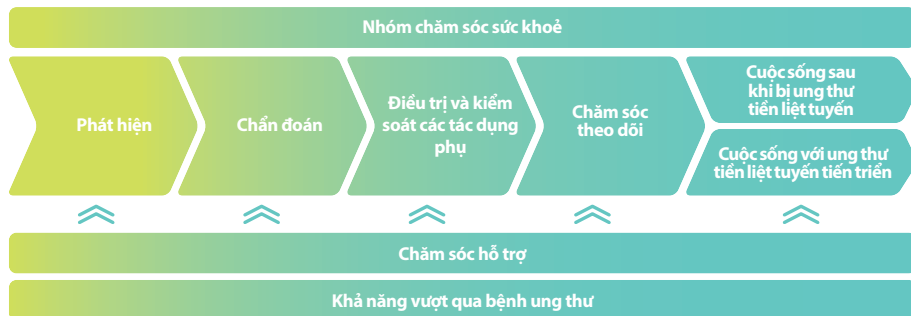 Nhóm chăm sóc sức khoẻ
Phát hiện
Chẩn đoán
Điều trị và kiểm
soát các tác dụng
phụ
Chăm sóc
theo dõi
Cuộc sống sau
khi bị ung thư
tiền liệt tuyến
Cuộc sống với ung thư
tiền liệt tuyến tiến triển
Chăm sóc hỗ trợ
Khả năng vượt qua bệnh ung thư